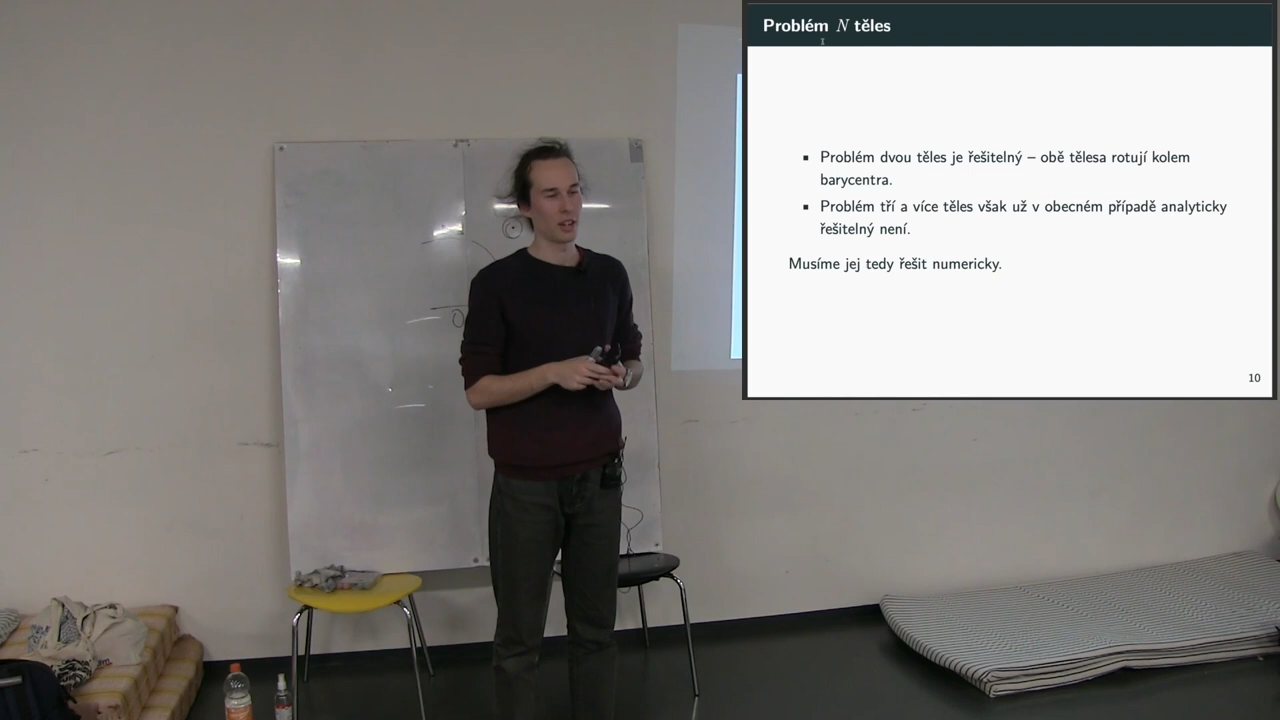 Problém N těles
▪ Problém dvou těles je řešitelný – obě tělesa rotují kolem
barycentra.
▪ Problém tří a více těles však už v obecném případě analyticky
řešitelný není.
Musíme jej tedy řešit numericky.
10